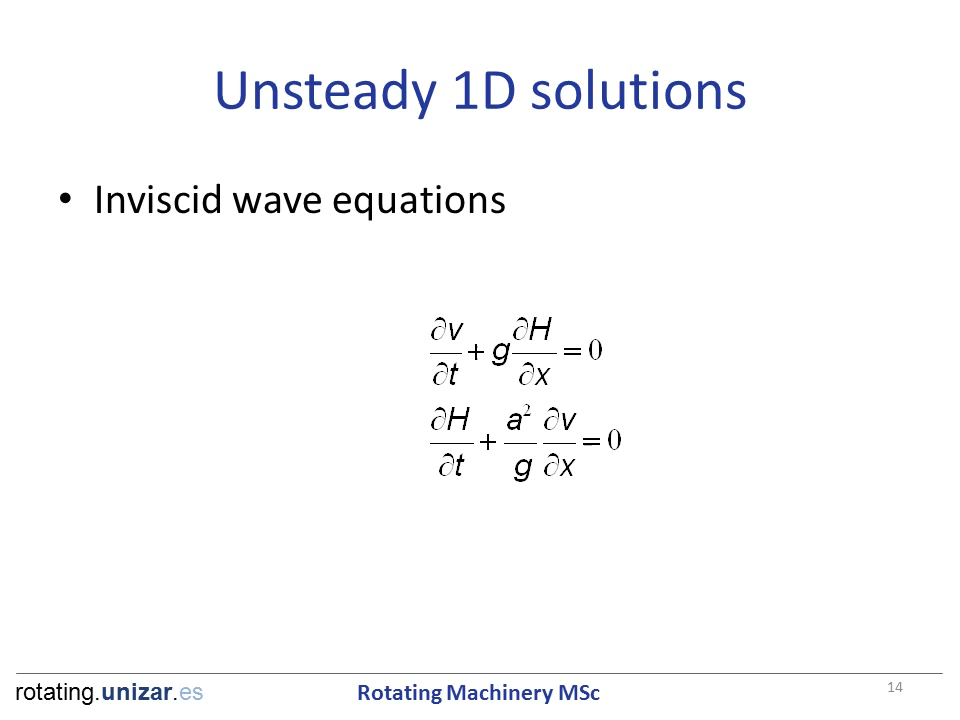 Unsteady 1D solutions
• Inviscid wave equations
∂v/∂t + g ∂H/∂x = 0
∂H/∂t + a²/g ∂v/∂x = 0
rotating.unizar.es Rotating Machinery MSc 14